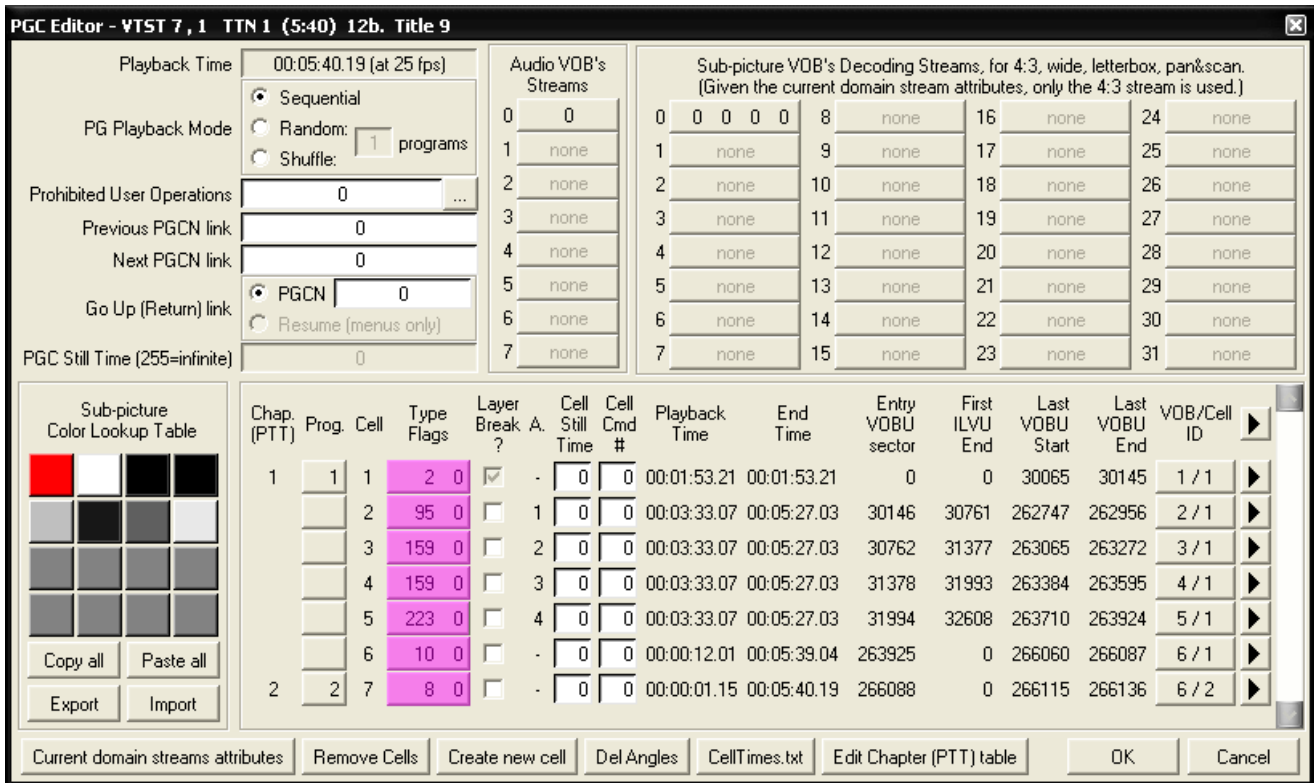 PGC Editor - VTST 7 , 1 TTN 1 (5:40) 12b. Title 9
Playback Time 00:05:40.19 (at 25 fps)
PG Playback Mode
Sequential
Random:
Shuffle:
1 programs
Prohibited User Operations 0 ...
Previous PGCN link 0
Next PGCN link 0
Go Up (Return) link
PGCN 0
Resume (menus only)
PGC Still Time (255=infinite) 0
Audio VOB's
Streams
0 0
1 none
2 none
3 none
4 none
5 none
6 none
7 none
Sub-picture VOB's Decoding Streams, for 4:3, wide, letterbox, pan&scan.
(Given the current domain stream attributes, only the 4:3 stream is used.)
0 0 0 0 0 8 none 16 none 24 none
1 none 9 none 17 none 25 none
2 none 10 none 18 none 26 none
3 none 11 none 19 none 27 none
4 none 12 none 20 none 28 none
5 none 13 none 21 none 29 none
6 none 14 none 22 none 30 none
7 none 15 none 23 none 31 none
Sub-picture
Color Lookup Table
Copy all Paste all
Export Import
Chap. (PTT) Prog. Cell Type Flags Layer Break ? A. Cell Still Time Cell Cmd # Playback Time End Time Entry VOBU sector First ILVU End Last VOBU Start Last VOBU End VOB/Cell ID
1 1 1 2 0 - 0 0 00:01:53.21 00:01:53.21 0 0 30065 30145 1 / 1
2 95 0 1 0 0 00:03:33.07 00:05:27.03 30146 30761 262747 262956 2 / 1
3 159 0 2 0 0 00:03:33.07 00:05:27.03 30762 31377 263065 263272 3 / 1
4 159 0 3 0 0 00:03:33.07 00:05:27.03 31378 31993 263384 263595 4 / 1
5 223 0 4 0 0 00:03:33.07 00:05:27.03 31994 32608 263710 263924 5 / 1
6 10 0 - 0 0 00:00:12.01 00:05:39.04 263925 0 266060 266087 6 / 1
2 2 7 8 0 - 0 0 00:00:01.15 00:05:40.19 266088 0 266115 266136 6 / 2
Current domain streams attributes Remove Cells Create new cell Del Angles CellTimes.txt Edit Chapter (PTT) table OK Cancel